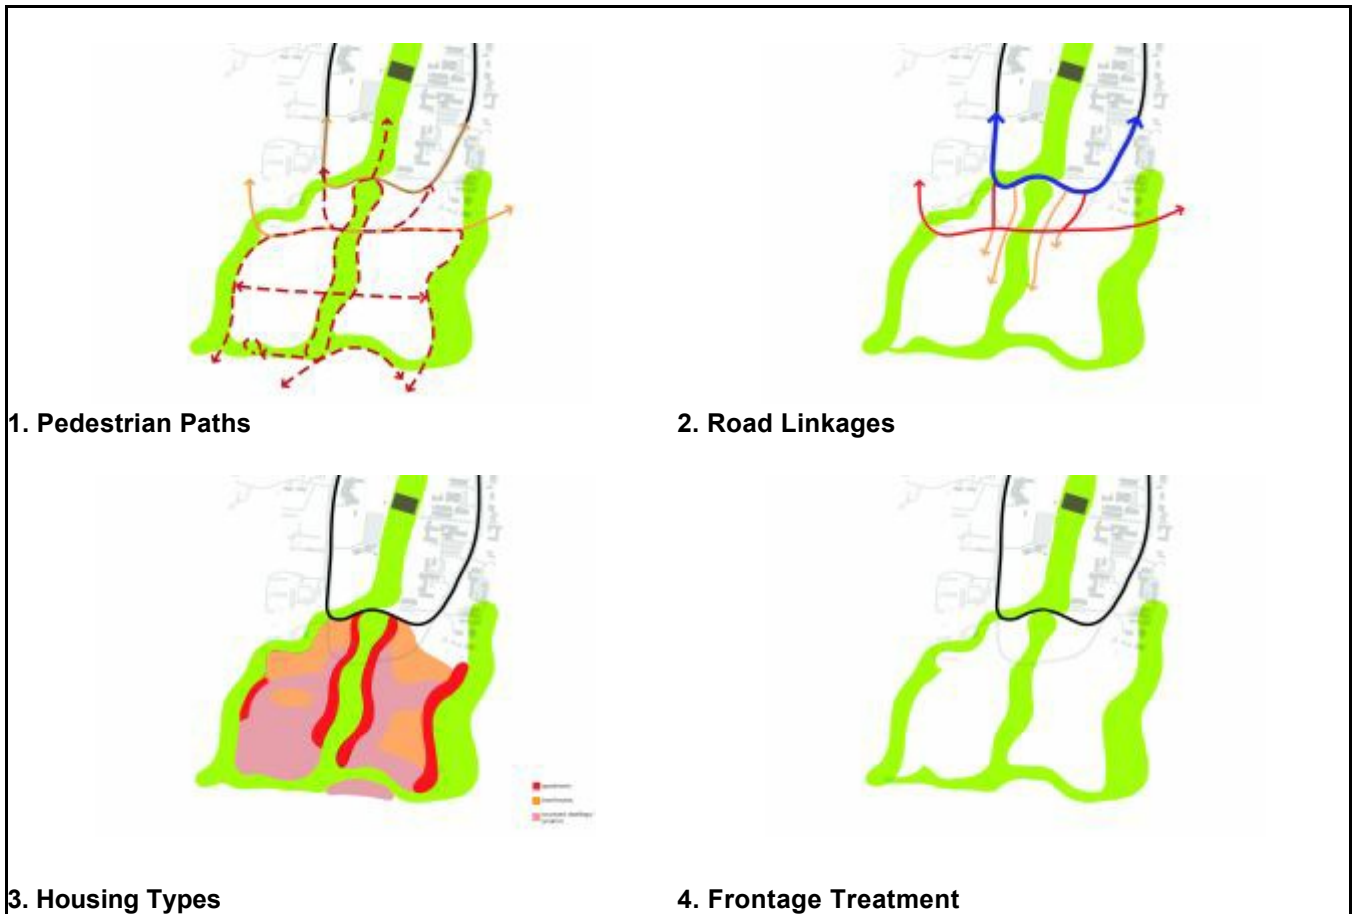 1. Pedestrian Paths
2. Road Linkages
3. Housing Types
4. Frontage Treatment